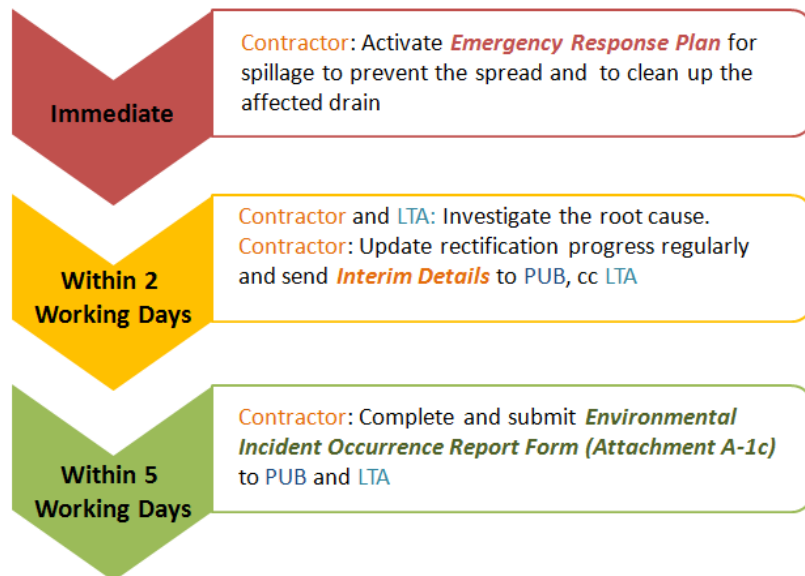 Immediate
Contractor: Activate Emergency Response Plan for
spillage to prevent the spread and to clean up the
affected drain
Within 2
Working Days
Contractor and LTA: Investigate the root cause.
Contractor: Update rectification progress regularly
and send Interim Details to PUB, cc LTA
Within 5
Working Days
Contractor: Complete and submit Environmental
Incident Occurrence Report Form (Attachment A-1c)
to PUB and LTA